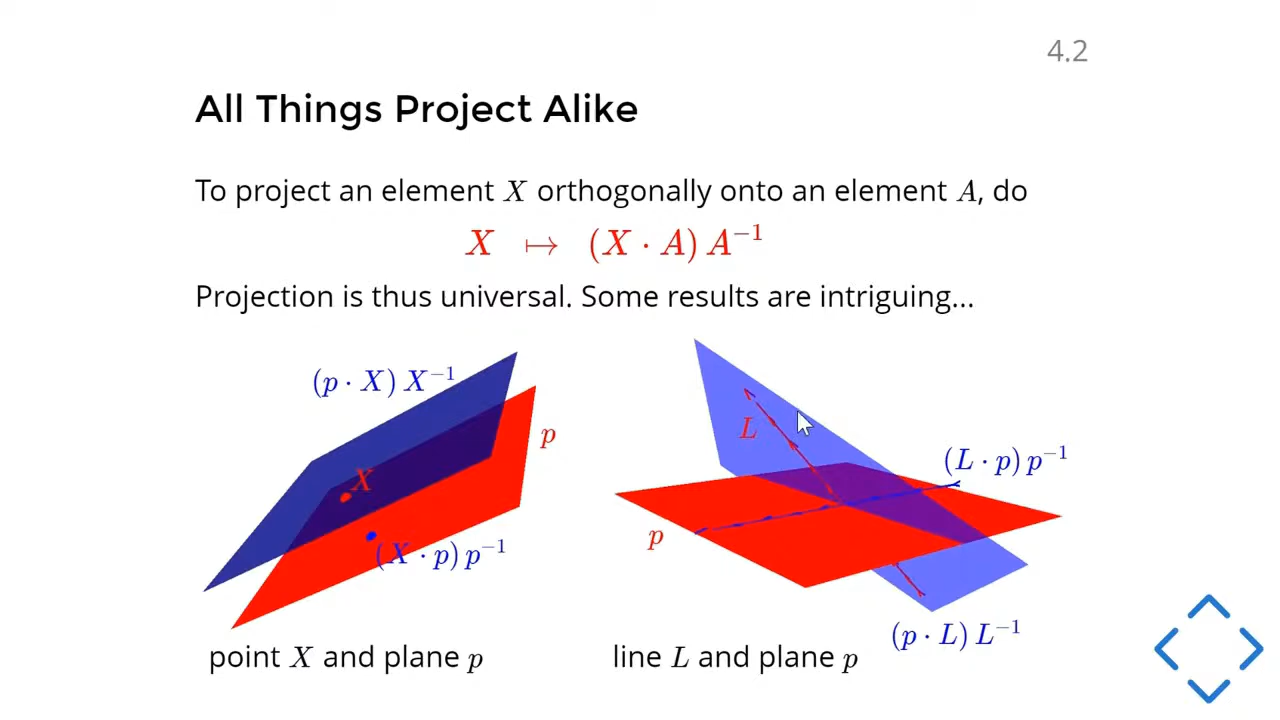 4.2
All Things Project Alike
To project an element X orthogonally onto an element A, do
X ↦ (X · A) A⁻¹
Projection is thus universal. Some results are intriguing...
(p · X) X⁻¹
p
X
(X · p) p⁻¹
point X and plane p
L
(L · p) p⁻¹
p
(p · L) L⁻¹
line L and plane p